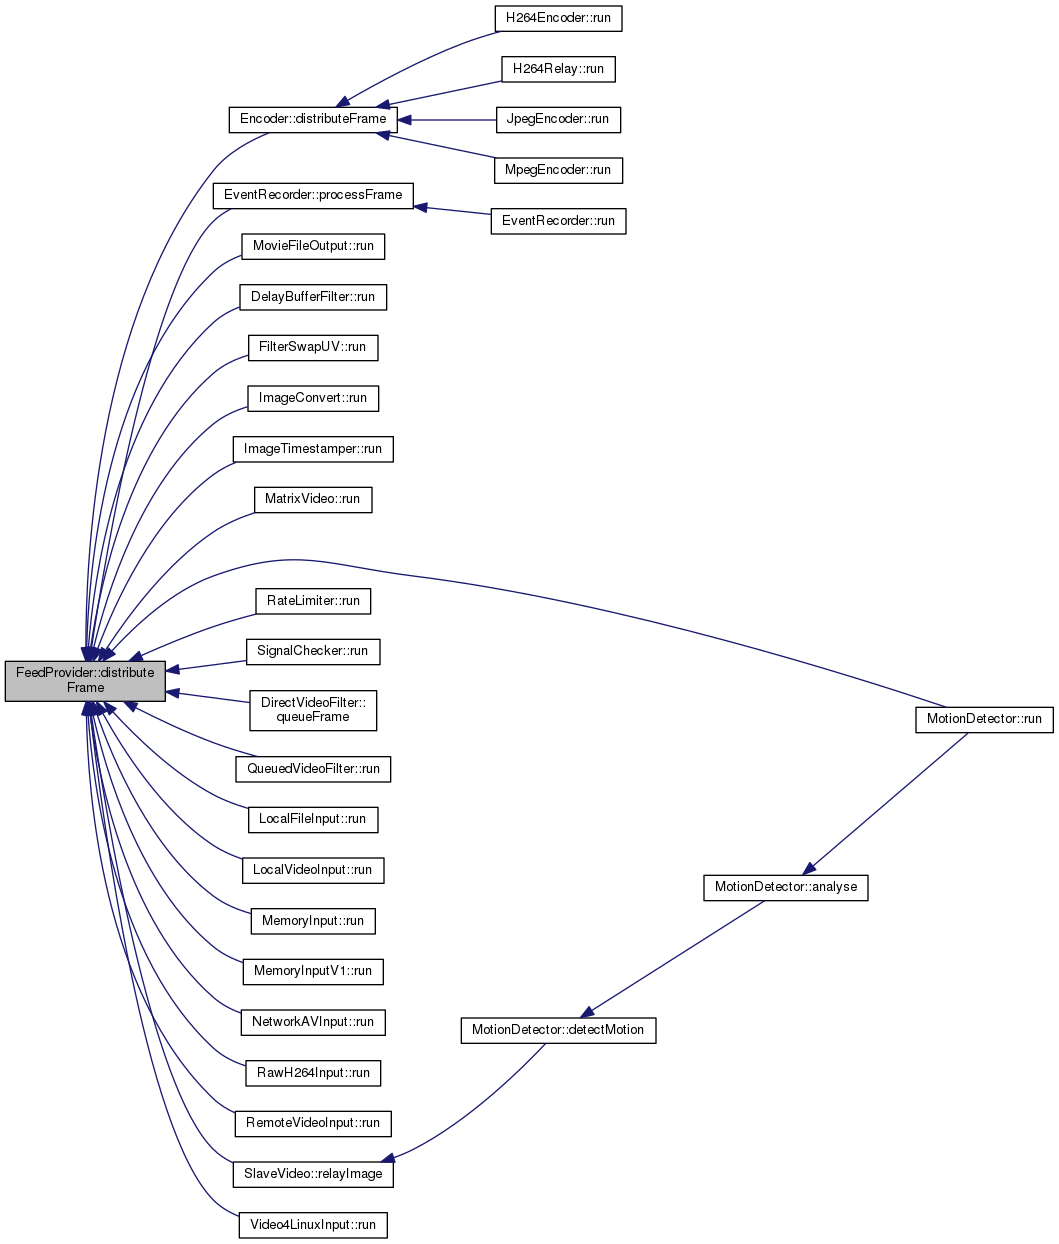 H264Encoder::run
H264Relay::run
Encoder::distributeFrame
JpegEncoder::run
MpegEncoder::run
EventRecorder::processFrame
EventRecorder::run
MovieFileOutput::run
DelayBufferFilter::run
FilterSwapUV::run
ImageConvert::run
ImageTimestamper::run
MatrixVideo::run
RateLimiter::run
SignalChecker::run
FeedProvider::distribute
Frame
DirectVideoFilter::
queueFrame
MotionDetector::run
QueuedVideoFilter::run
LocalFileInput::run
LocalVideoInput::run
MotionDetector::analyse
MemoryInput::run
MemoryInputV1::run
NetworkAVInput::run
MotionDetector::detectMotion
RawH264Input::run
RemoteVideoInput::run
SlaveVideo::relayImage
Video4LinuxInput::run